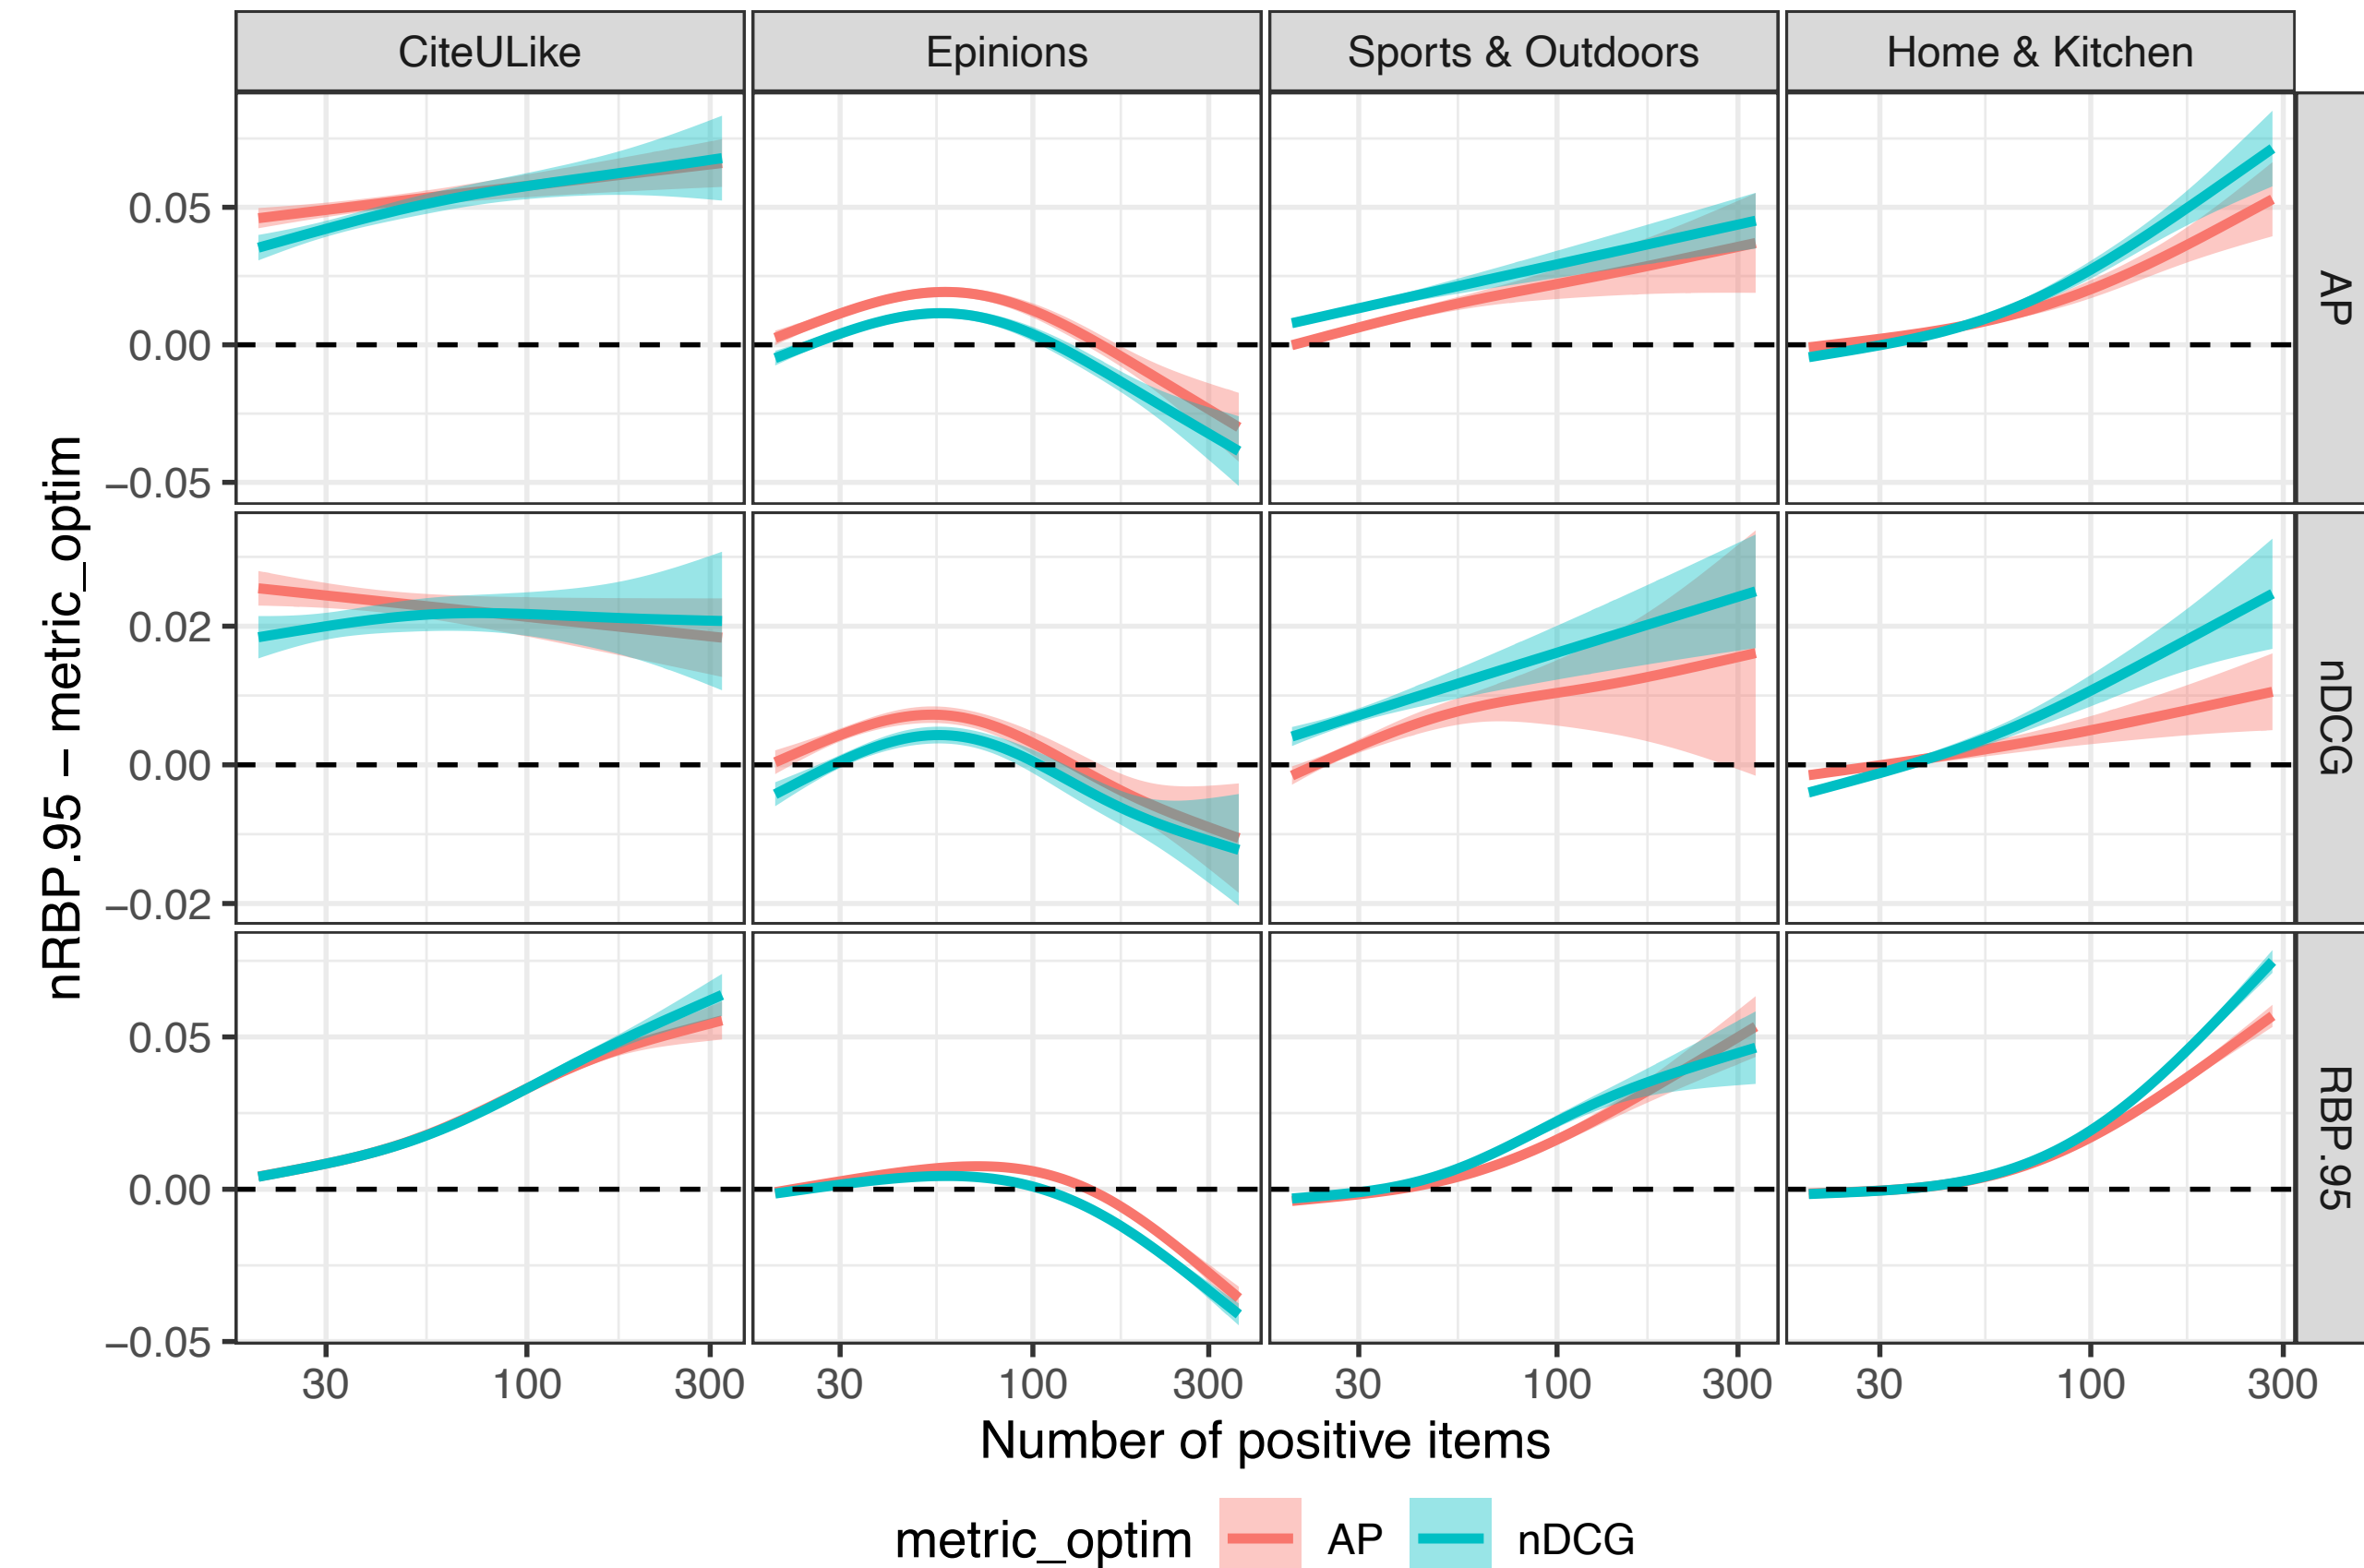 CiteULike Epinions Sports & Outdoors Home & Kitchen
nRBP.95 − metric_optim
0.05
0.00
−0.05
AP
0.02
0.00
−0.02
nDCG
0.05
0.00
−0.05
RBP.95
30 100 300 30 100 300 30 100 300 30 100 300
Number of positive items
metric_optim AP nDCG